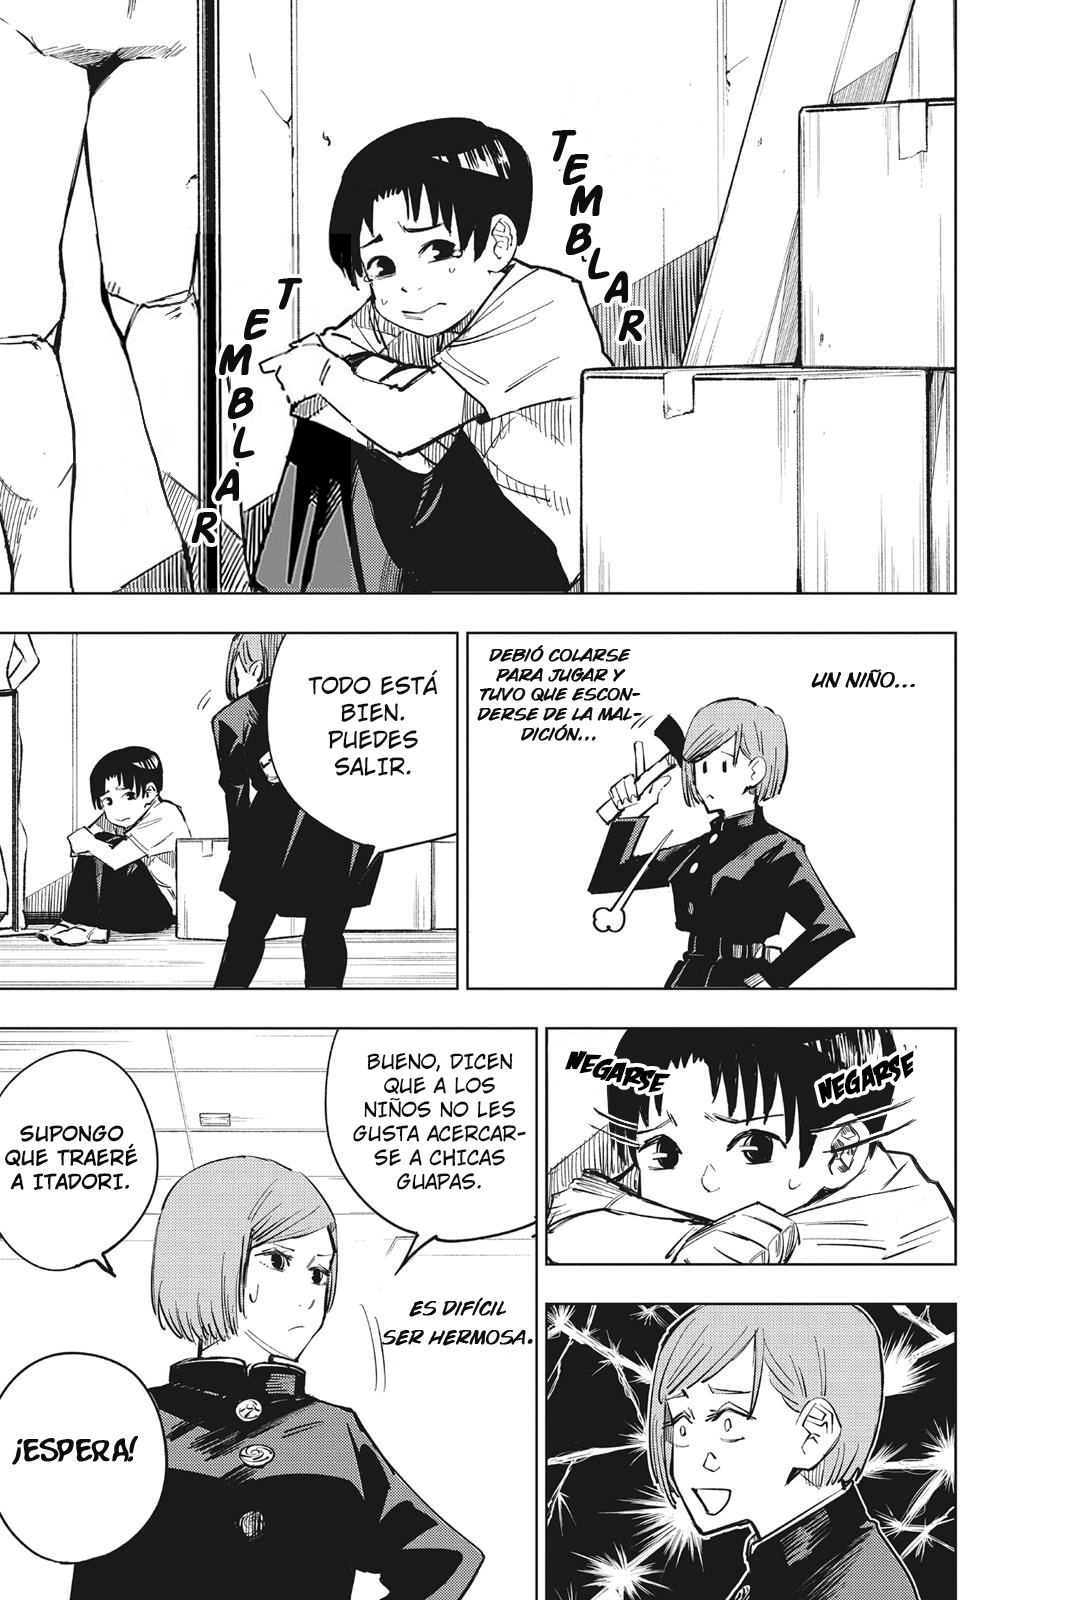 TEMBLAR
TEMBLAR
UN NIÑO...
DEBIÓ COLARSE
PARA JUGAR Y
TUVO QUE ESCON-
DERSE DE LA MAL-
DICIÓN...
TODO ESTÁ
BIEN.
PUEDES
SALIR.
NEGARSE
NEGARSE
BUENO, DICEN
QUE A LOS
NIÑOS NO LES
GUSTA ACERCAR-
SE A CHICAS
GUAPAS.
ES DIFÍCIL
SER HERMOSA.
SUPONGO
QUE TRAERÉ
A ITADORI.
¡ESPERA!